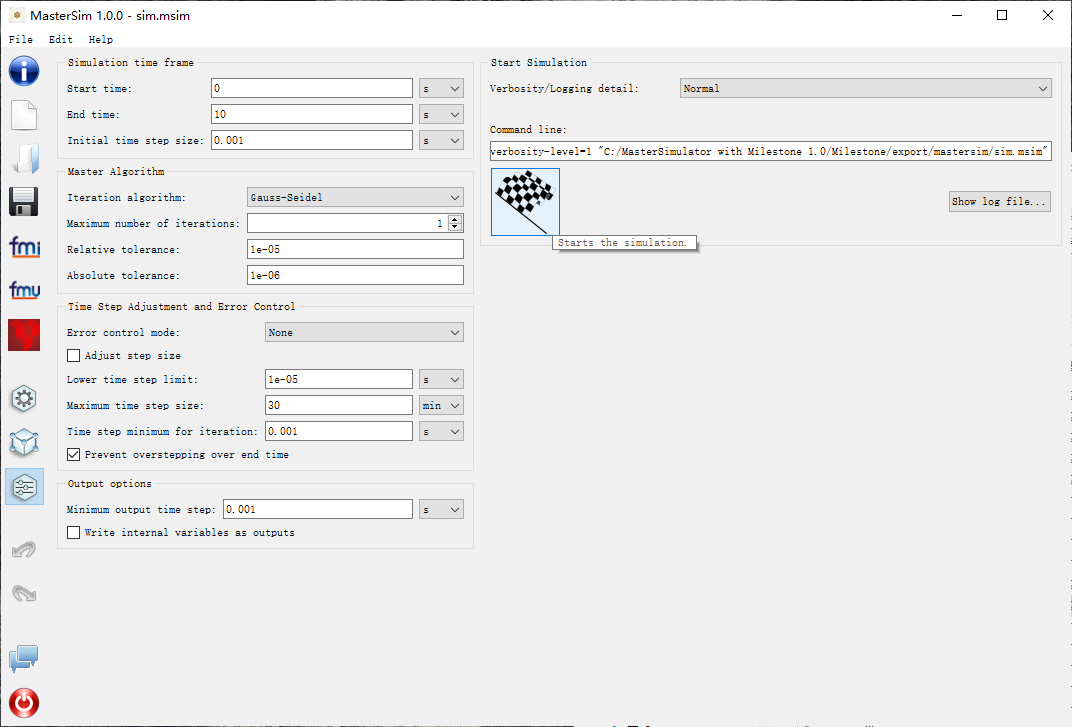 MasterSim 1.0.0 - sim.msim
File Edit Help
Simulation time frame
Start time: 0 s
End time: 10 s
Initial time step size: 0.001 s
Master Algorithm
Iteration algorithm: Gauss-Seidel
Maximum number of iterations: 1
Relative tolerance: 1e-05
Absolute tolerance: 1e-06
Time Step Adjustment and Error Control
Error control mode: None
Adjust step size
Lower time step limit: 1e-05 s
Maximum time step size: 30 min
Time step minimum for iteration: 0.001 s
Prevent overstepping over end time
Output options
Minimum output time step: 0.001 s
Write internal variables as outputs
Start Simulation
Verbosity/Logging detail: Normal
Command line:
verbosity-level=1 "C:/MasterSimulator with Milestone 1.0/Milestone/export/mastersim/sim.msim"
Show log file...
Starts the simulation.
fmi
fmu